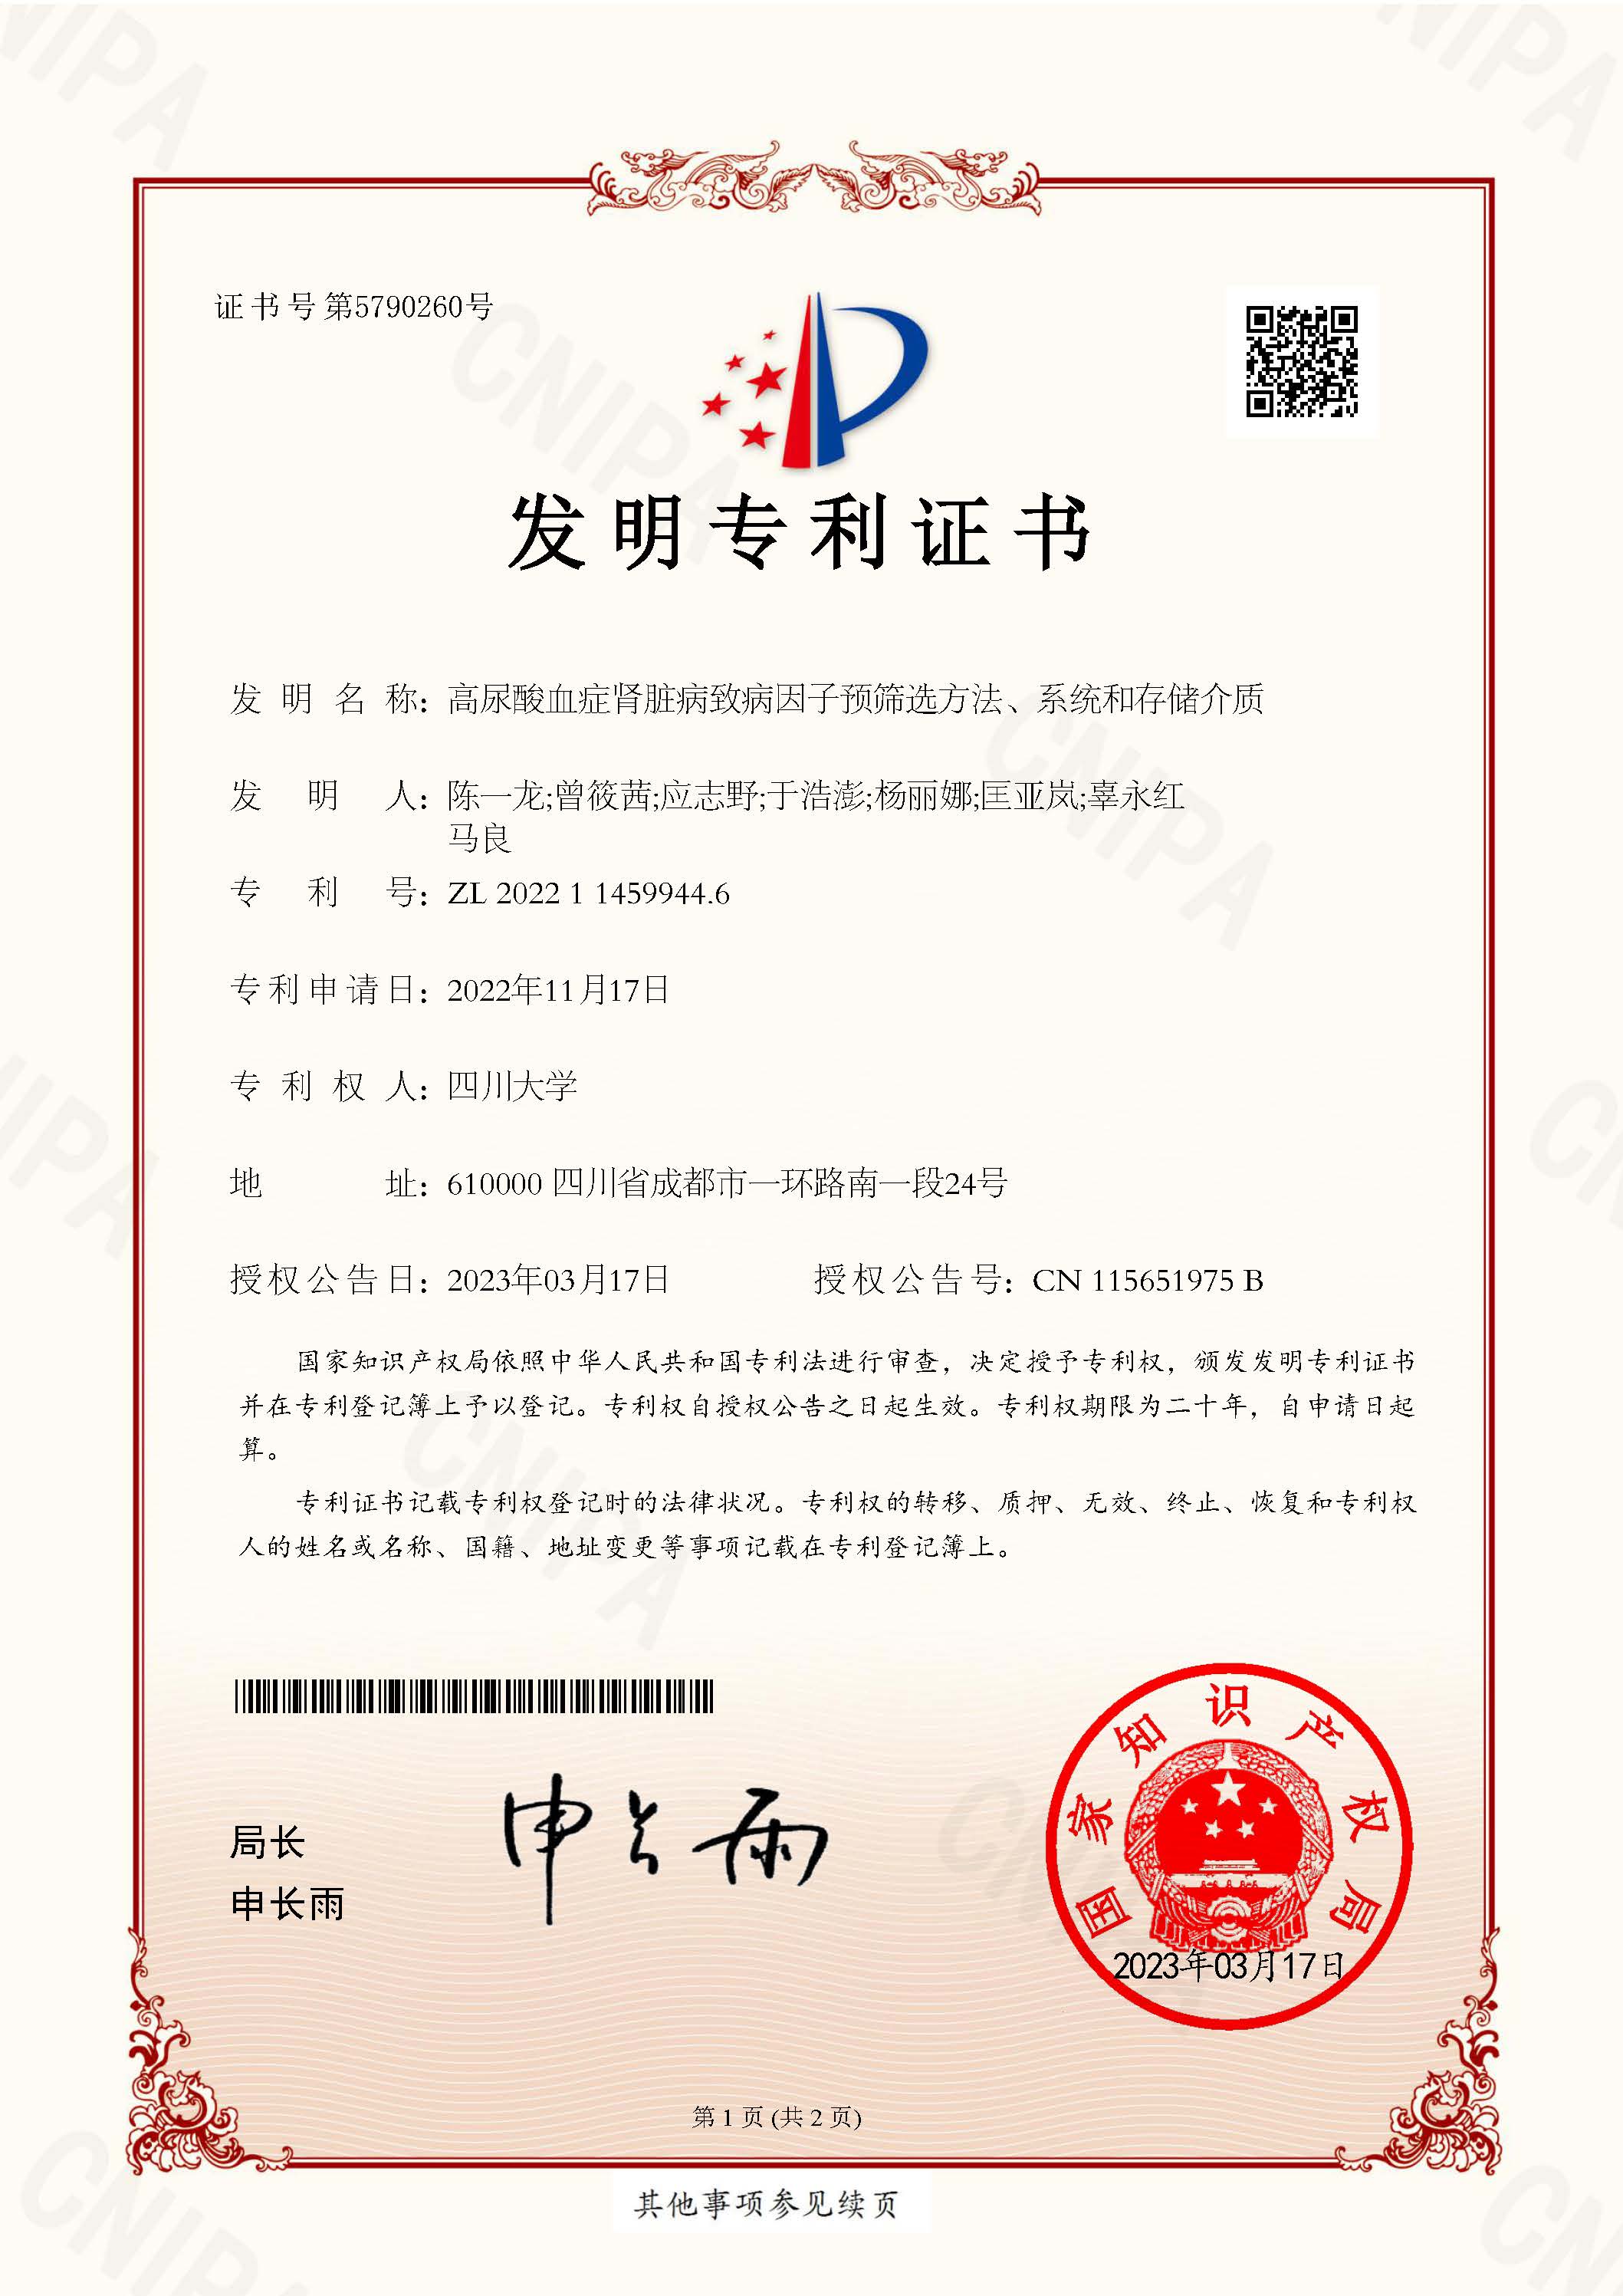 证书号第5790260号
发明专利证书
发明名称：高尿酸血症肾脏病致病因子预筛选方法、系统和存储介质
发明人：陈一龙;曾筱茜;应志野;于浩澎;杨丽娜;匡亚岚;辜永红
马良
专利号：ZL 2022 1 1459944.6
专利申请日：2022年11月17日
专利权人：四川大学
地址：610000 四川省成都市一环路南一段24号
授权公告日：2023年03月17日 授权公告号：CN 115651975 B
国家知识产权局依照中华人民共和国专利法进行审查，决定授予专利权，颁发发明专利证书
并在专利登记簿上予以登记。专利权自授权公告之日起生效。专利权期限为二十年，自申请日起
算。
专利证书记载专利权登记时的法律状况。专利权的转移、质押、无效、终止、恢复和专利权
人的姓名或名称、国籍、地址变更等事项记载在专利登记簿上。
局长
申长雨
申长雨
国家知识产权局
2023年03月17日
第 1 页 (共 2 页)
其他事项参见续页
CNIPA
CNIPA
CNIPA
CNIPA
CNIPA
CNIPA
CNIPA